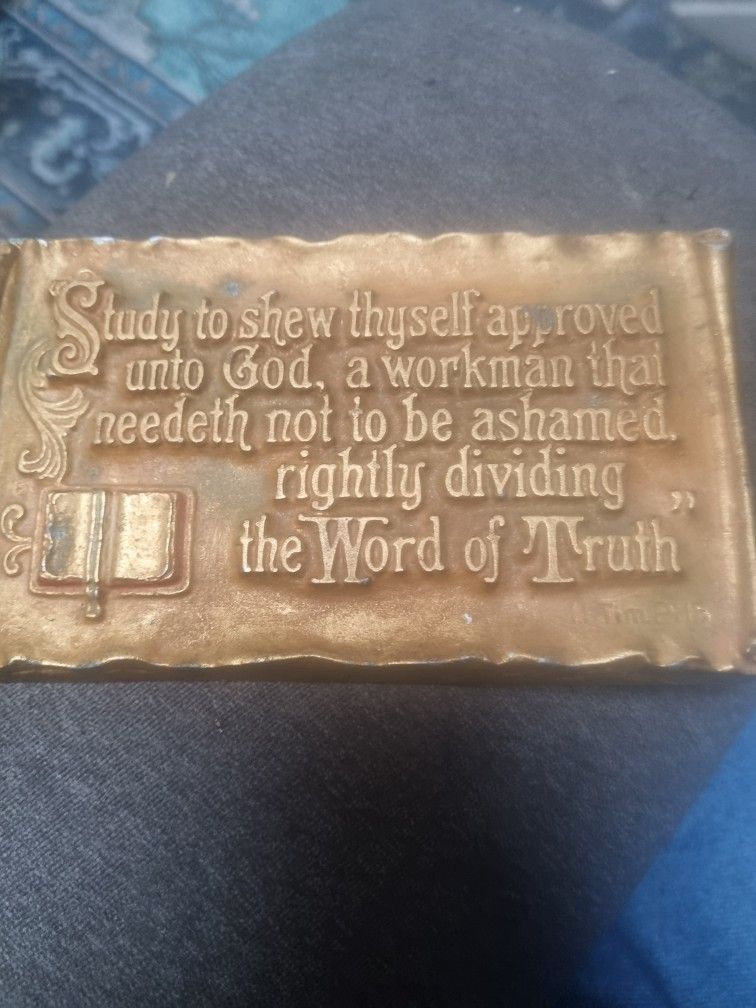 Study to shew thyself approved
unto God, a workman that
needeth not to be ashamed,
rightly dividing
the Word of Truth”
Tim.